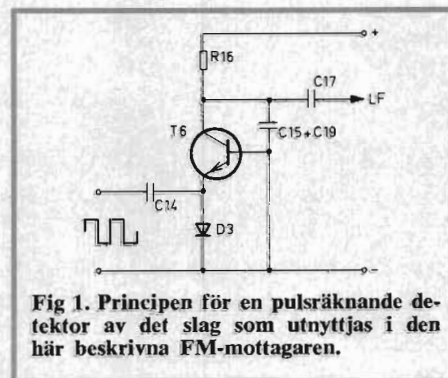 +
R16
C17
LF
C15+C19
T6
C14
D3
-
Fig 1. Principen för en pulsräknande de-
tektor av det slag som utnyttjas i den
här beskrivna FM-mottagaren.